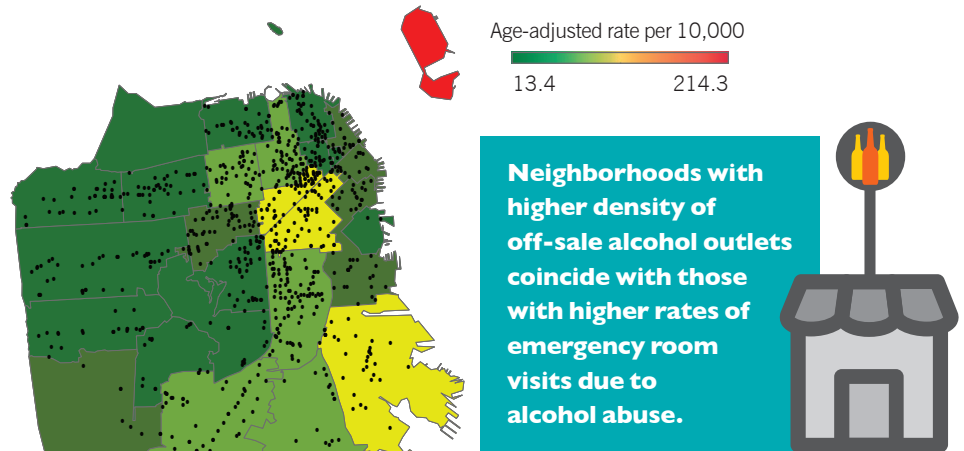 Age-adjusted rate per 10,000
13.4 214.3
Neighborhoods with
higher density of
off-sale alcohol outlets
coincide with those
with higher rates of
emergency room
visits due to
alcohol abuse.